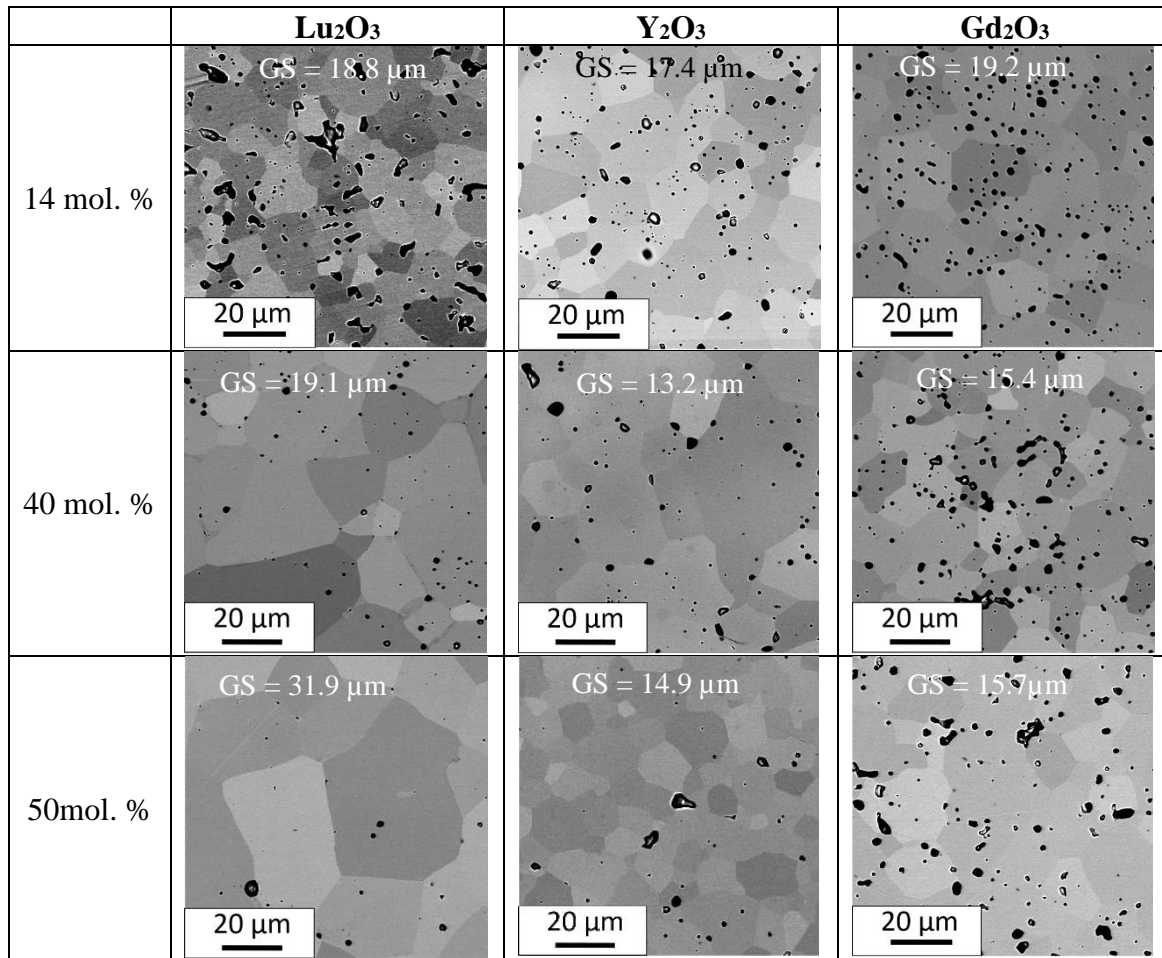 Lu₂O₃ Y₂O₃ Gd₂O₃
14 mol. %
GS = 18.8 µm
20 µm
GS = 17.4 µm
20 µm
GS = 19.2 µm
20 µm
40 mol. %
GS = 19.1 µm
20 µm
GS = 13.2 µm
20 µm
GS = 15.4 µm
20 µm
50mol. %
GS = 31.9 µm
20 µm
GS = 14.9 µm
20 µm
GS = 15.7µm
20 µm